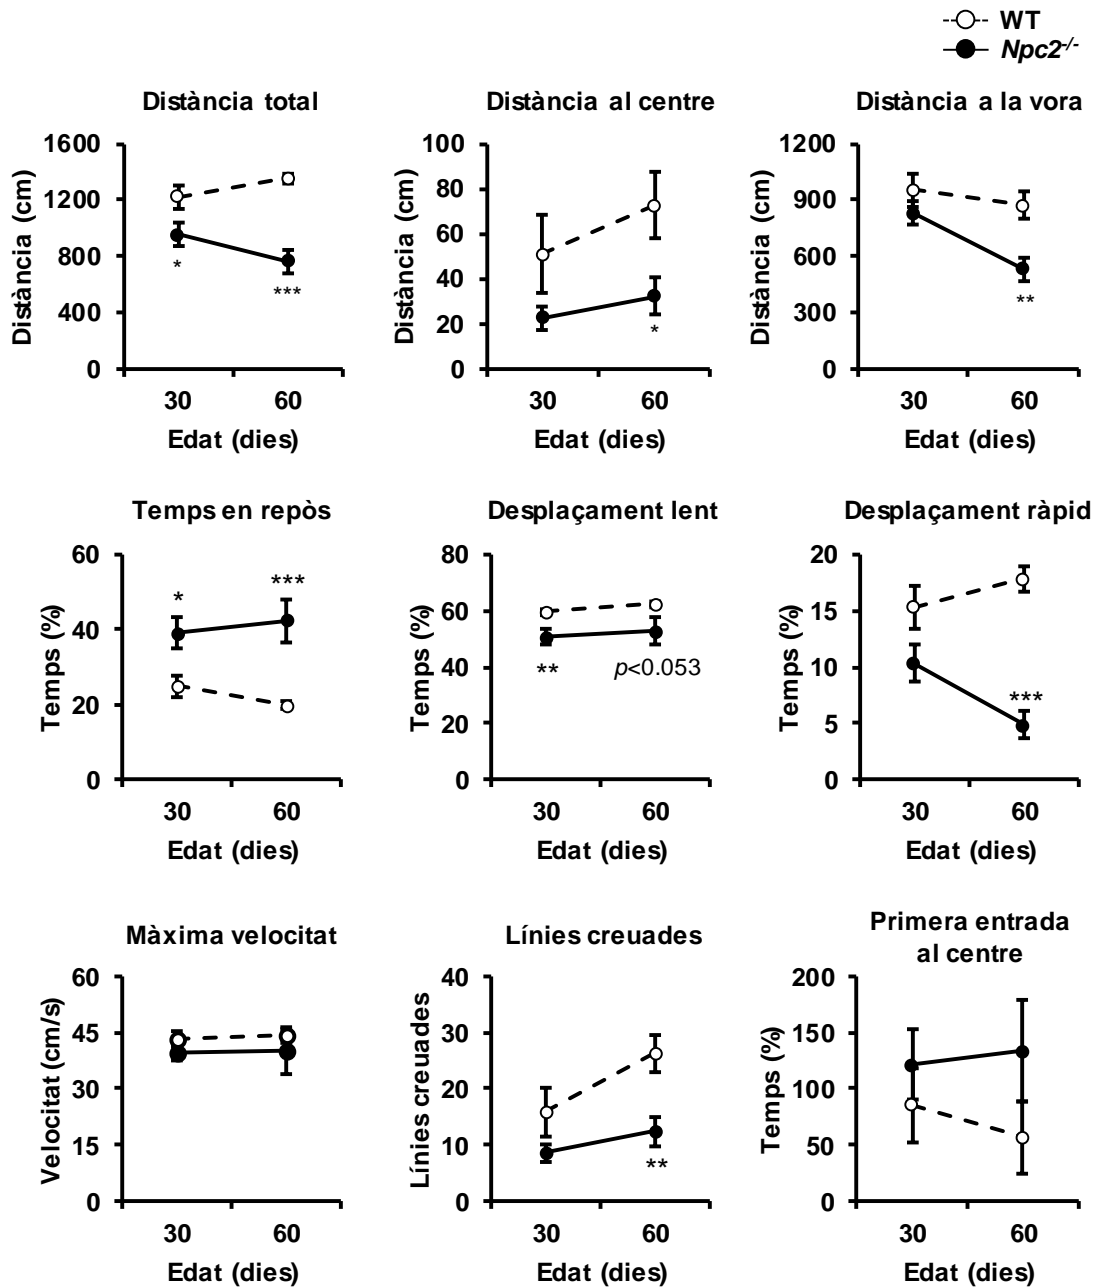 WT
Npc2-/-
Distància total
1600
1200
800
400
0
Distància (cm)
*
***
30 60
Edat (dies)
Distància al centre
100
80
60
40
20
0
Distància (cm)
*
30 60
Edat (dies)
Distància a la vora
1200
900
600
300
0
Distància (cm)
**
30 60
Edat (dies)
Temps en repòs
60
40
20
0
Temps (%)
*
***
30 60
Edat (dies)
Desplaçament lent
80
60
40
20
0
Temps (%)
**
p<0.053
30 60
Edat (dies)
Desplaçament ràpid
20
15
10
5
0
Temps (%)
***
30 60
Edat (dies)
Màxima velocitat
60
45
30
15
0
Velocitat (cm/s)
30 60
Edat (dies)
Línies creuades
40
30
20
10
0
Línies creuades
**
30 60
Edat (dies)
Primera entrada
al centre
200
150
100
50
0
Temps (%)
30 60
Edat (dies)